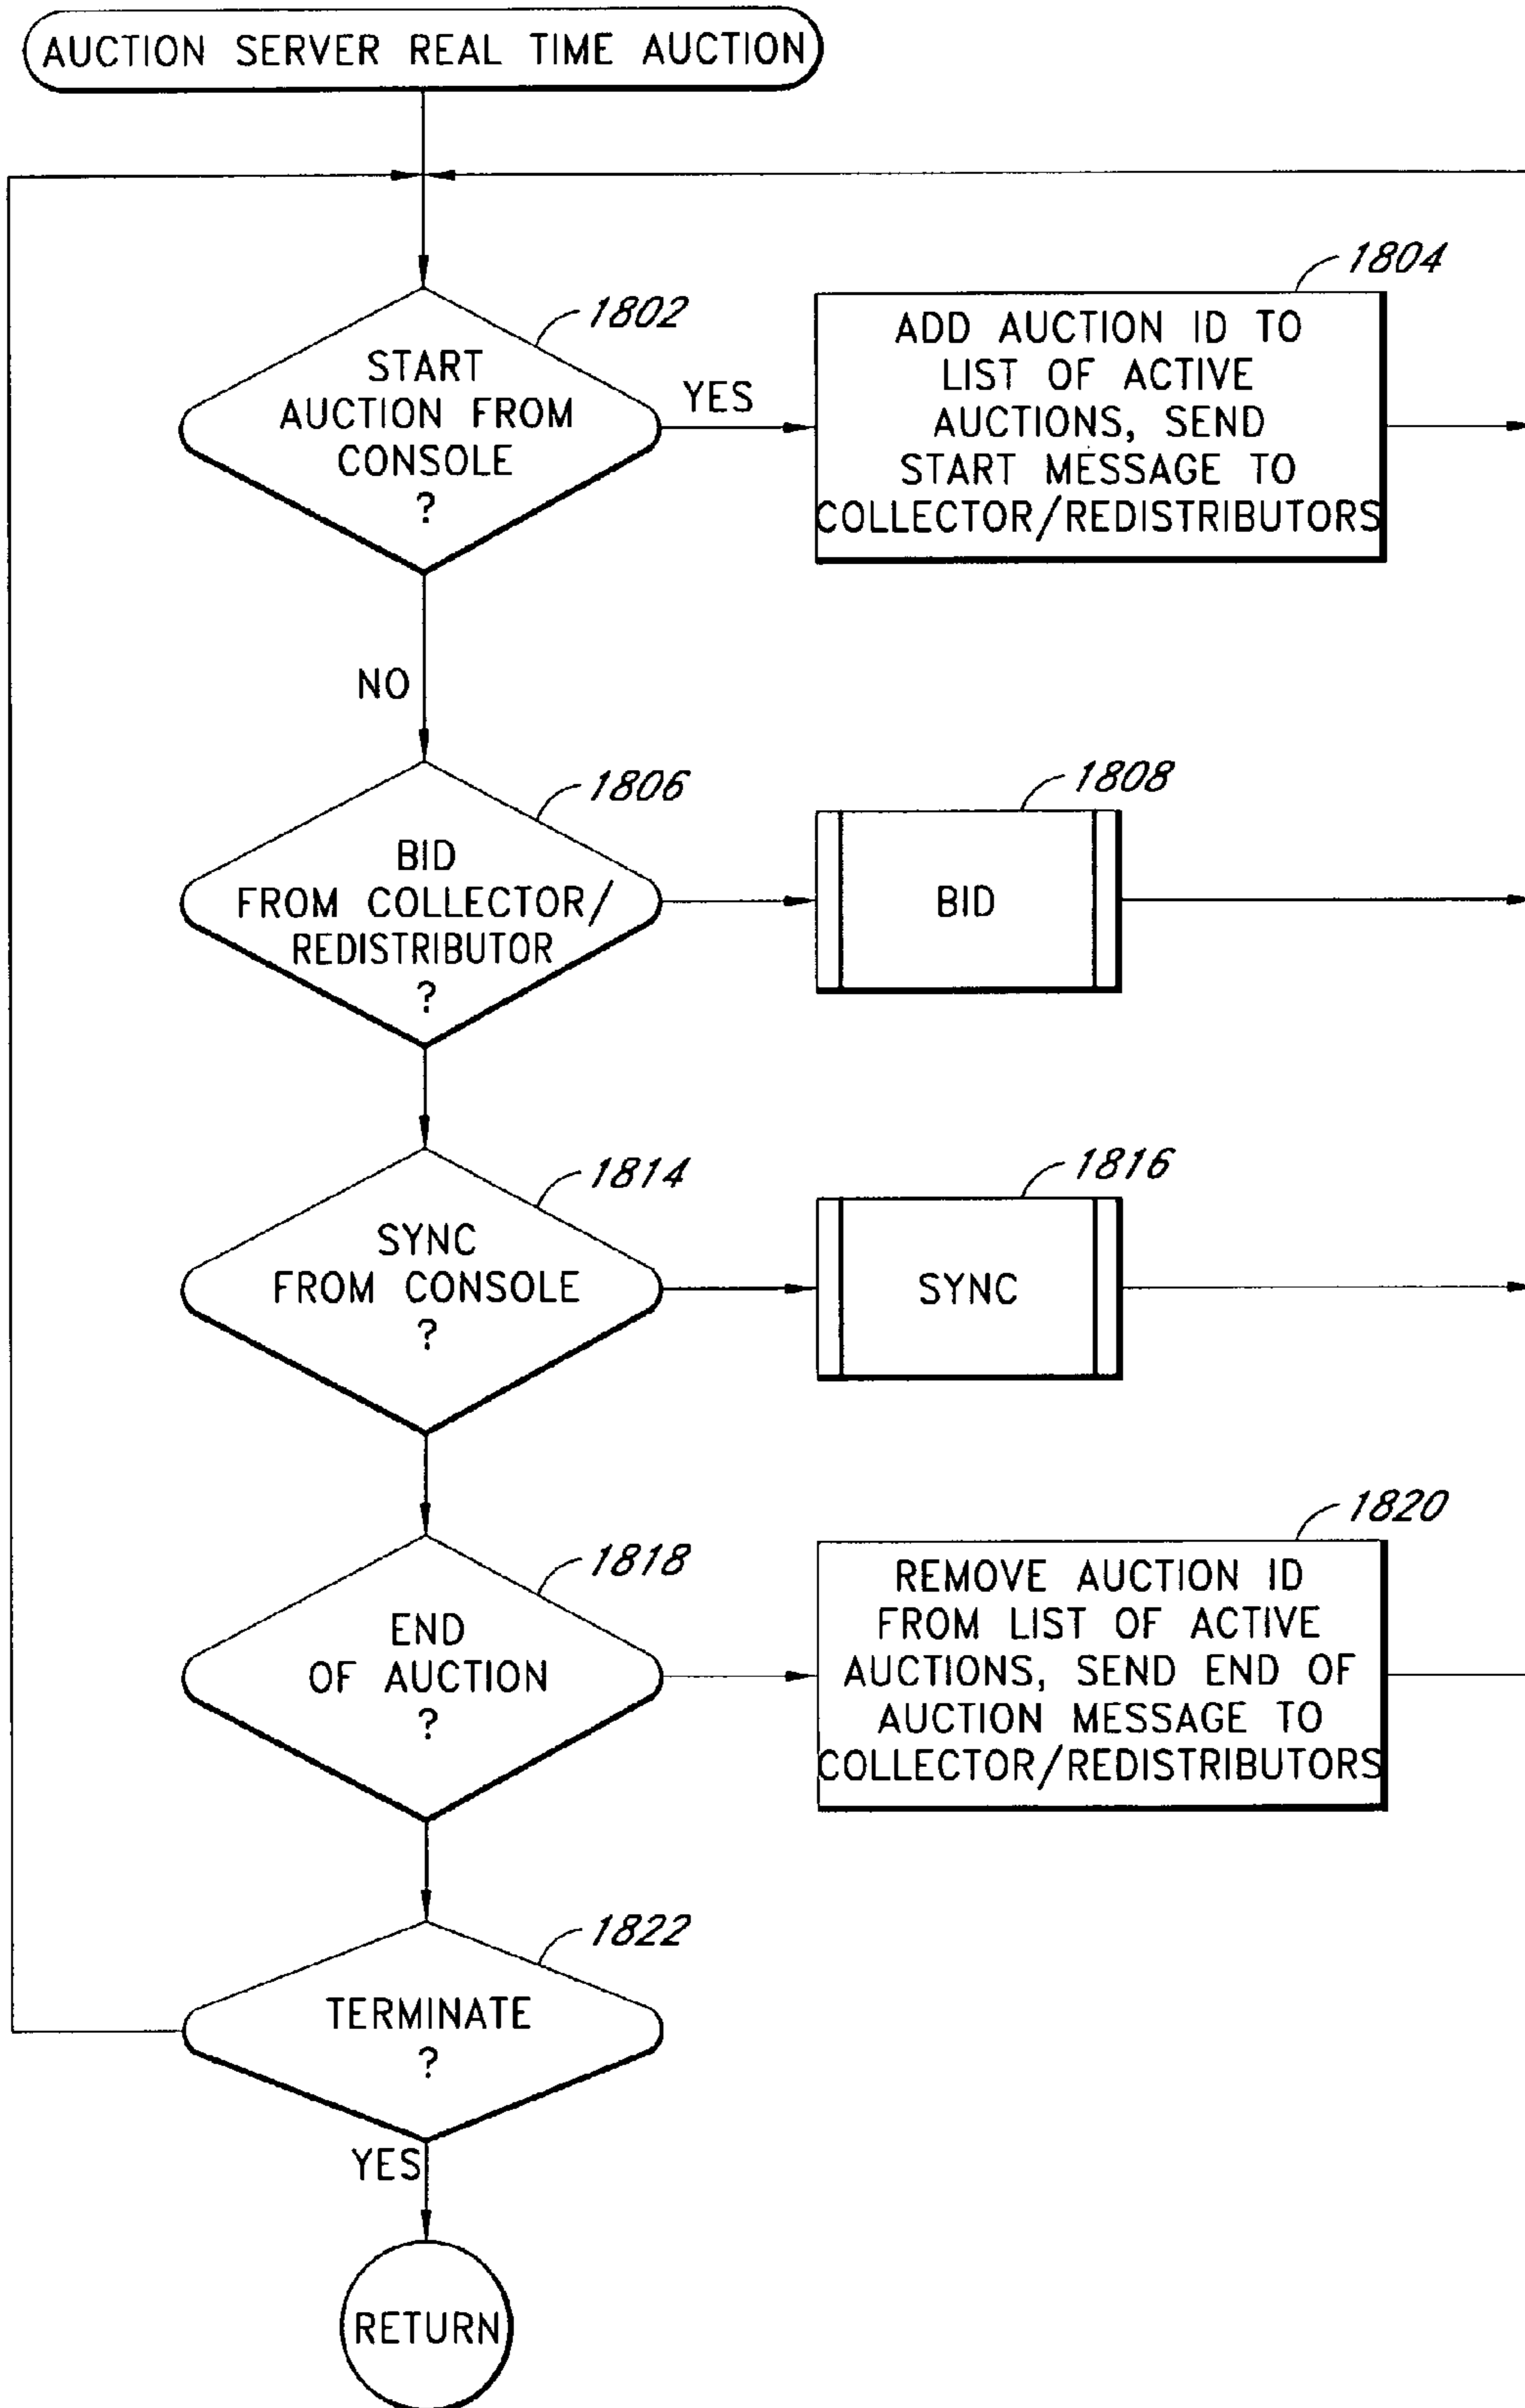 AUCTION SERVER REAL TIME AUCTION
1802
START
AUCTION FROM
CONSOLE
?
YES
1804
ADD AUCTION ID TO
LIST OF ACTIVE
AUCTIONS, SEND
START MESSAGE TO
COLLECTOR/REDISTRIBUTORS
NO
1806
BID
FROM COLLECTOR/
REDISTRIBUTOR
?
1808
BID
1814
SYNC
FROM CONSOLE
?
1816
SYNC
1818
END
OF AUCTION
?
1820
REMOVE AUCTION ID
FROM LIST OF ACTIVE
AUCTIONS, SEND END OF
AUCTION MESSAGE TO
COLLECTOR/REDISTRIBUTORS
1822
TERMINATE
?
YES
RETURN